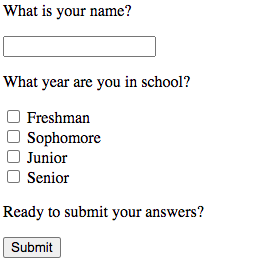 What is your name?
What year are you in school?
Freshman
Sophomore
Junior
Senior
Ready to submit your answers?
Submit